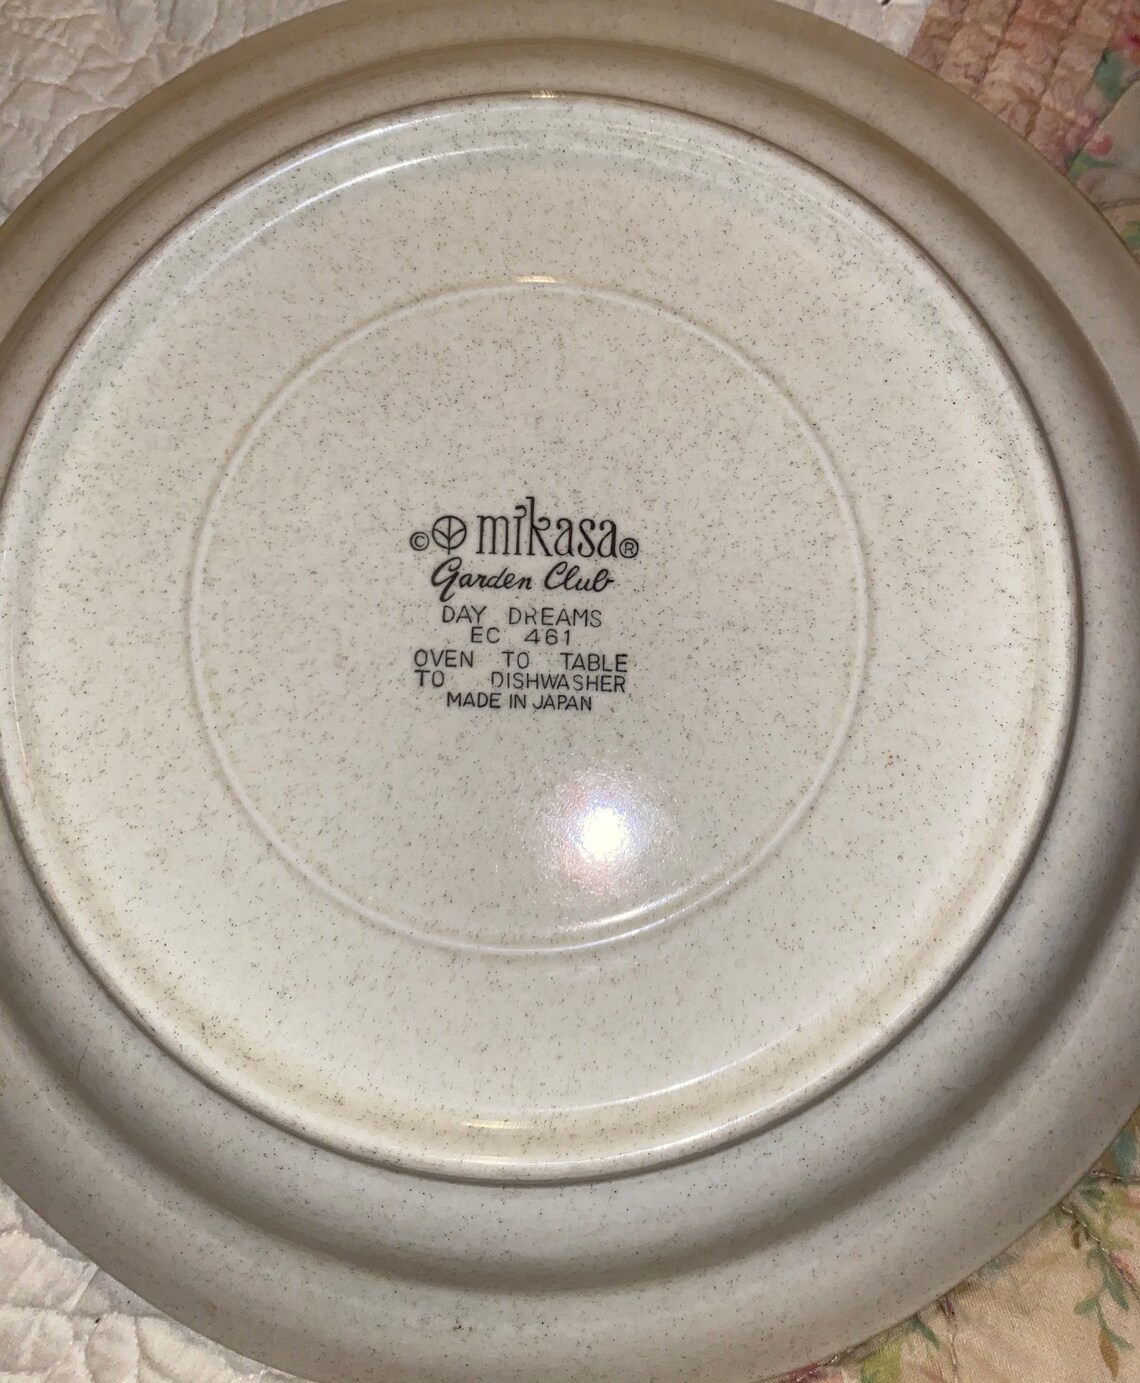 © mikasa®
Garden Club
DAY DREAMS
EC 461
OVEN TO TABLE
TO DISHWASHER
MADE IN JAPAN